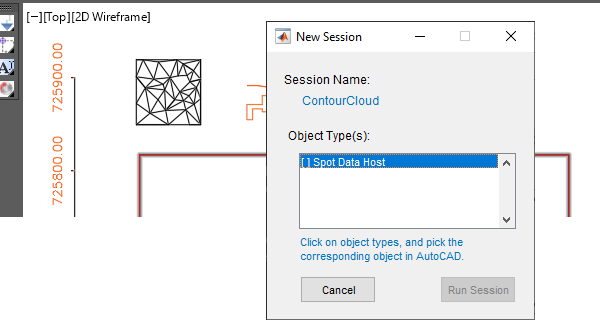 [−][Top][2D Wireframe]
725900.00
725800.00
A
New Session
Session Name:
ContourCloud
Object Type(s):
[ ] Spot Data Host
Click on object types, and pick the
corresponding object in AutoCAD.
Cancel
Run Session